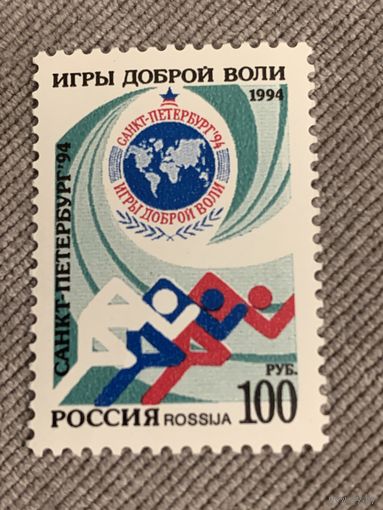 ИГРЫ ДОБРОЙ ВОЛИ
1994
САНКТ-ПЕТЕРБУРГ'94
ИГРЫ ДОБРОЙ ВОЛИ
САНКТ-ПЕТЕРБУРГ'94
РУБ.
РОССИЯ ROSSIJA 100